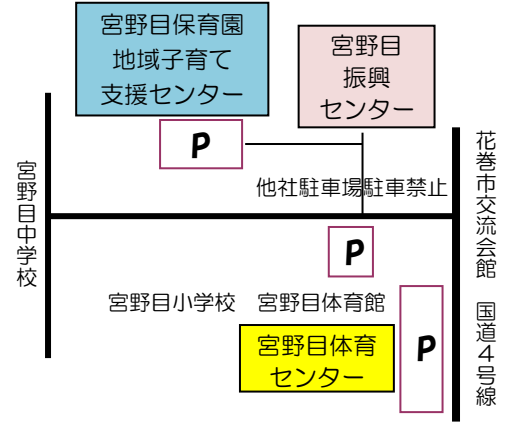 宮野目保育園
地域子育て
支援センター
宮野目
振興
センター
P
他社駐車場駐車禁止
宮野目中学校
花巻市交流会館　国道４号線
P
宮野目小学校　宮野目体育館
宮野目体育
センター
P